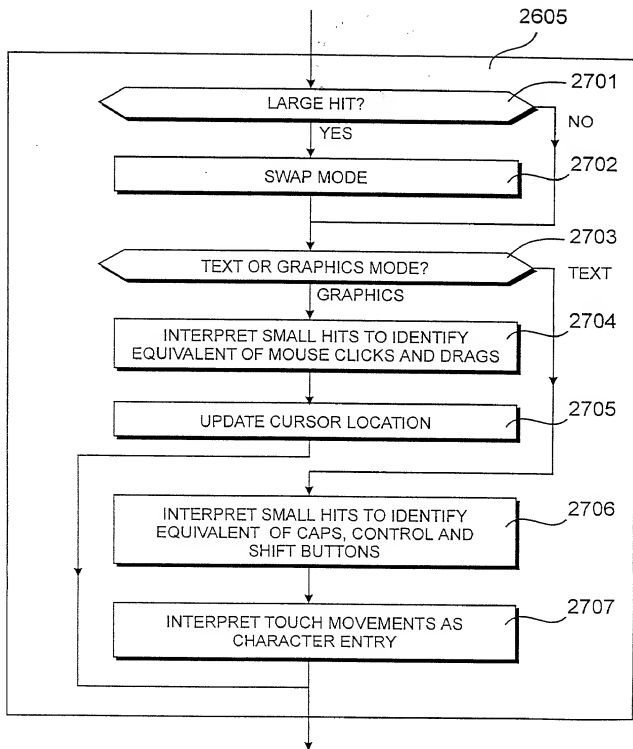 2605
LARGE HIT?
2701
YES
NO
SWAP MODE
2702
TEXT OR GRAPHICS MODE?
2703
GRAPHICS
TEXT
INTERPRET SMALL HITS TO IDENTIFY
EQUIVALENT OF MOUSE CLICKS AND DRAGS
2704
UPDATE CURSOR LOCATION
2705
INTERPRET SMALL HITS TO IDENTIFY
EQUIVALENT OF CAPS, CONTROL AND
SHIFT BUTTONS
2706
INTERPRET TOUCH MOVEMENTS AS
CHARACTER ENTRY
2707